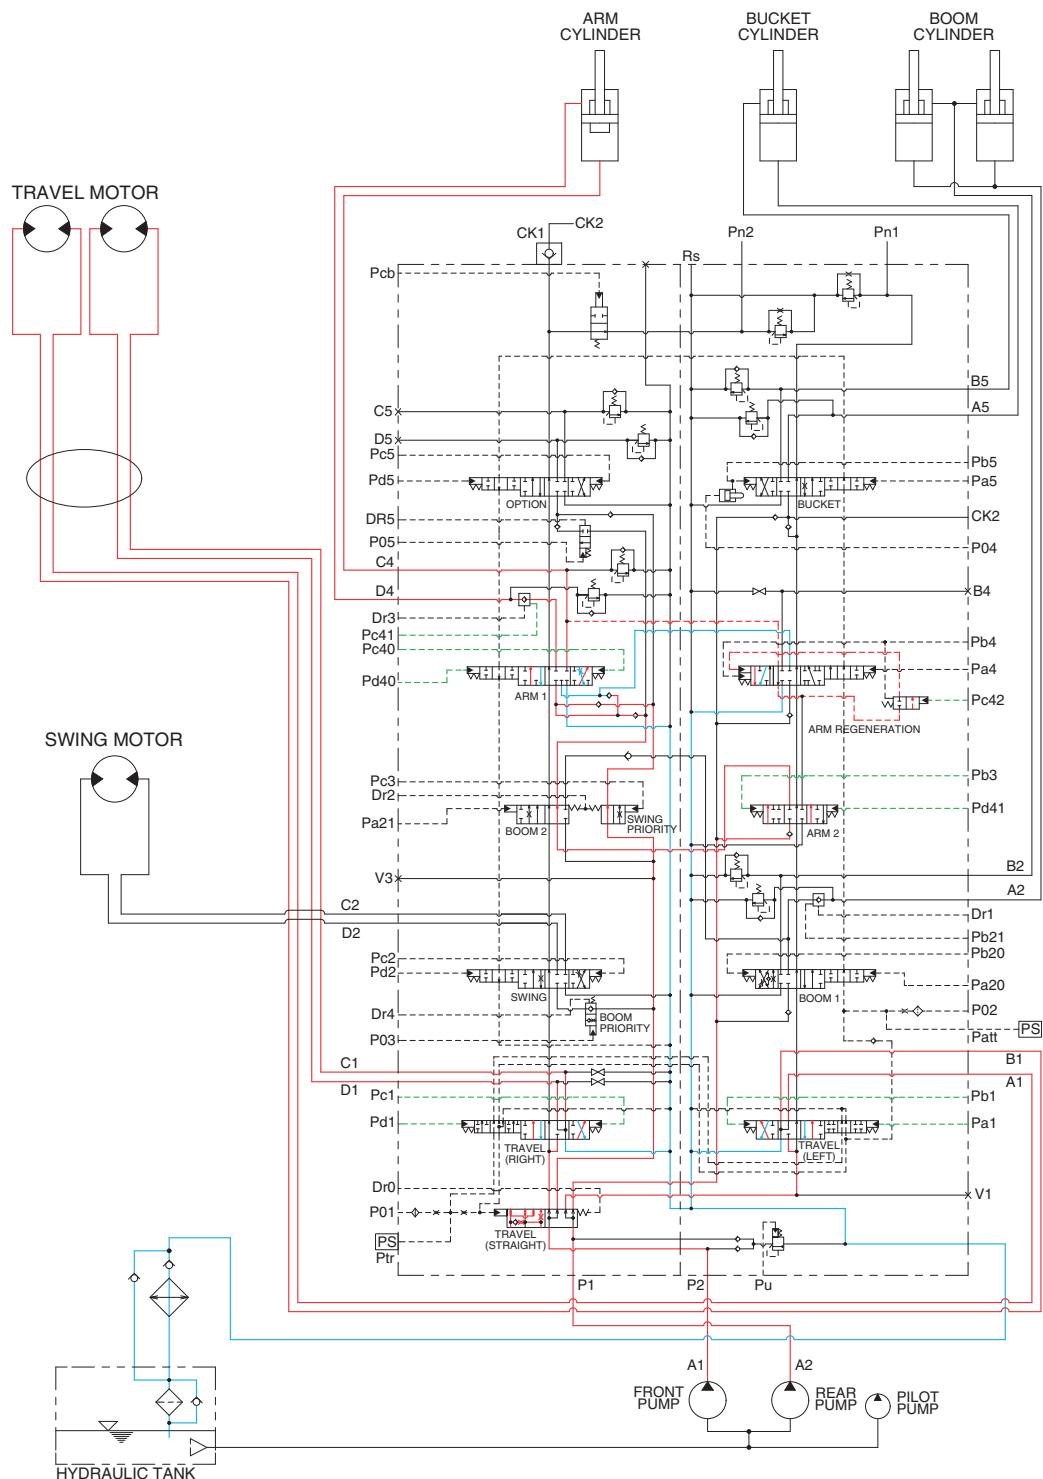 ARM
CYLINDER
BUCKET
CYLINDER
BOOM
CYLINDER
TRAVEL MOTOR
CK1
CK2
Pn2
Pn1
Rs
Pcb
C5
D5
Pc5
Pd5
OPTION
DR5
P05
C4
D4
Dr3
Pc41
Pc40
Pd40
ARM 1
B5
A5
Pb5
Pa5
BUCKET
CK2
P04
B4
Pb4
Pa4
Pc42
ARM REGENERATION
SWING MOTOR
Pc3
Dr2
Pa21
BOOM 2
SWING
PRIORITY
Pb3
Pd41
ARM 2
V3
B2
A2
C2
D2
Dr1
Pb21
Pb20
Pc2
Pd2
SWING
Pa20
BOOM 1
Dr4
BOOM
PRIORITY
P03
P02
PS
Patt
C1
D1
B1
A1
Pc1
Pd1
TRAVEL
(RIGHT)
Pb1
Pa1
TRAVEL
(LEFT)
Dr0
P01
V1
TRAVEL
(STRAIGHT)
PS
Ptr
P1
P2
Pu
A1
A2
FRONT
PUMP
REAR
PUMP
PILOT
PUMP
HYDRAULIC TANK